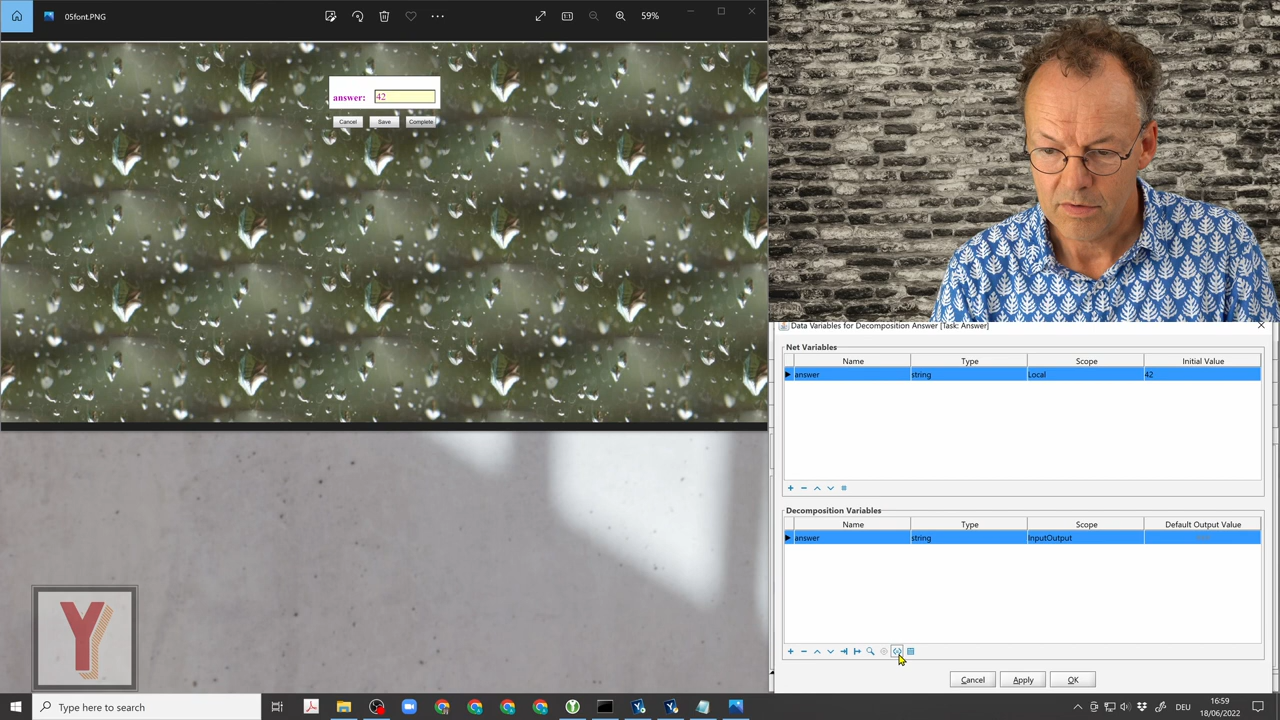 05font.PNG
59%
answer: 42
Cancel Save Complete
Data Variables for Decomposition Answer [Task: Answer]
Net Variables
Name Type Scope Initial Value
answer string Local 42
Decomposition Variables
Name Type Scope Default Output Value
answer string InputOutput
Cancel Apply OK
Y
Type here to search
DEU
16:59
18/06/2022